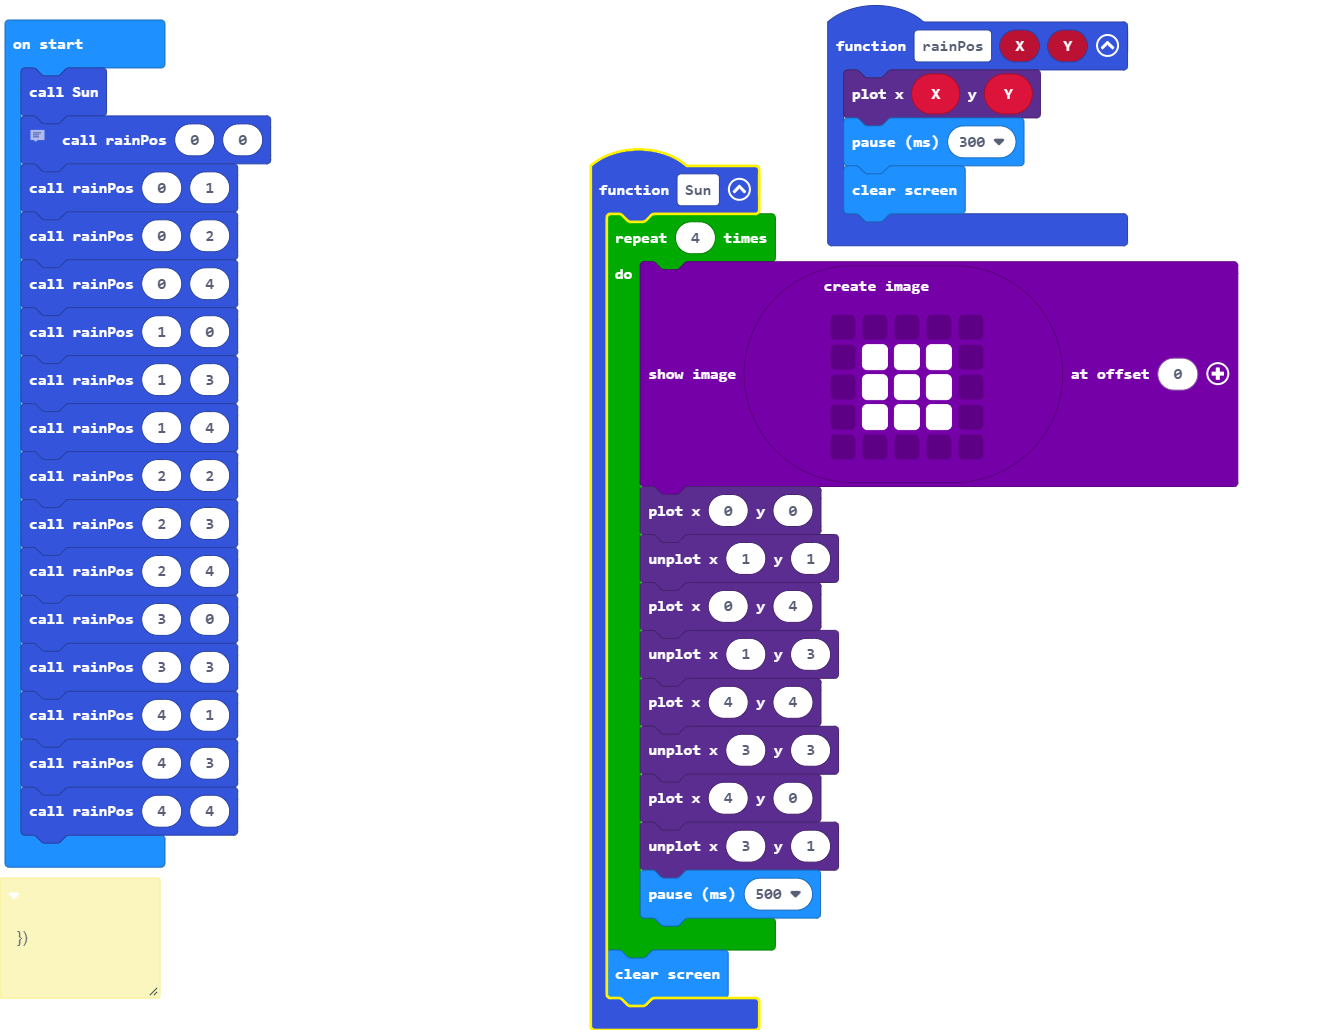 on start
call Sun
call rainPos 0 0
call rainPos 0 1
call rainPos 0 2
call rainPos 0 4
call rainPos 1 0
call rainPos 1 3
call rainPos 1 4
call rainPos 2 2
call rainPos 2 3
call rainPos 2 4
call rainPos 3 0
call rainPos 3 3
call rainPos 4 1
call rainPos 4 3
call rainPos 4 4
})
function Sun
repeat 4 times
do
create image
show image at offset 0
plot x 0 y 0
unplot x 1 y 1
plot x 0 y 4
unplot x 1 y 3
plot x 4 y 4
unplot x 3 y 3
plot x 4 y 0
unplot x 3 y 1
pause (ms) 500
clear screen
function rainPos X Y
plot x X y Y
pause (ms) 300
clear screen